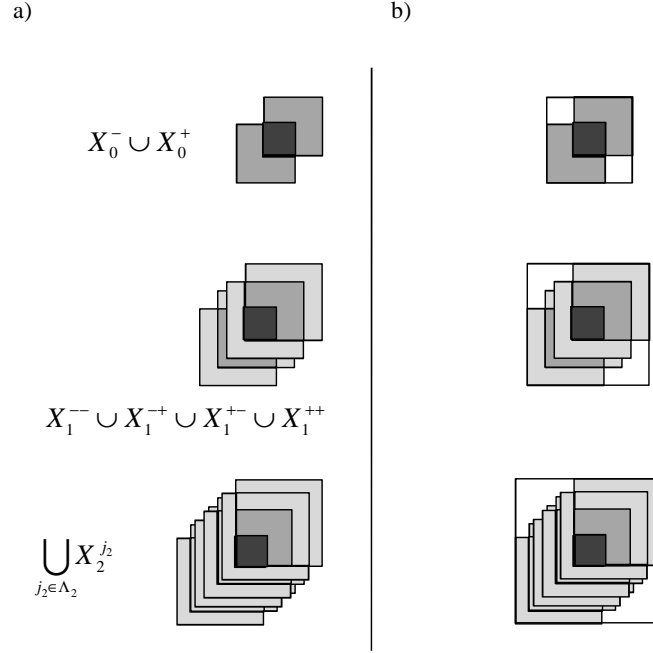 a) b)
X_0^- ∪ X_0^+
X_1^{--} ∪ X_1^{-+} ∪ X_1^{+-} ∪ X_1^{++}
⋃_{j_2∈Λ_2} X_2^{j_2}